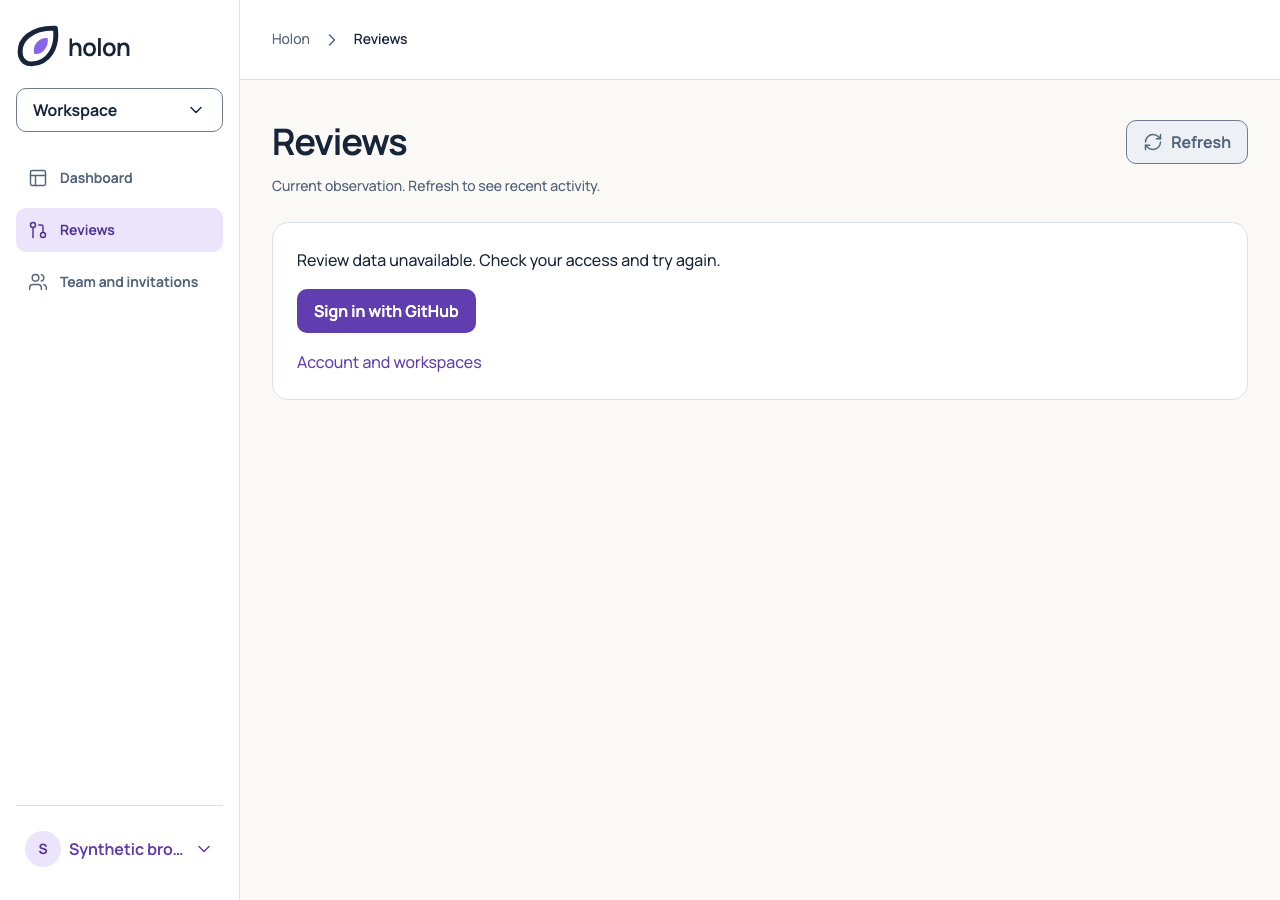 holon
Workspace
Dashboard
Reviews
Team and invitations
S
Synthetic bro...
Holon
Reviews
Reviews
Refresh
Current observation. Refresh to see recent activity.
Review data unavailable. Check your access and try again.
Sign in with GitHub
Account and workspaces